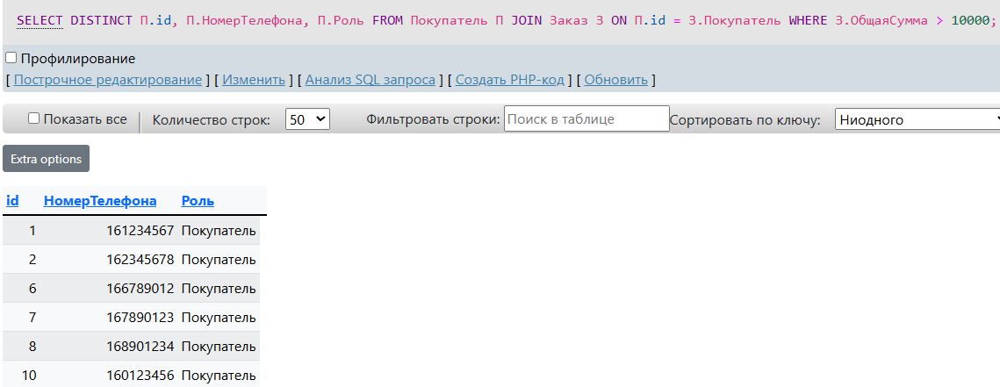 SELECT DISTINCT П.id, П.НомерТелефона, П.Роль FROM Покупатель П JOIN Заказ З ON П.id = З.Покупатель WHERE З.ОбщаяСумма > 10000;
Профилирование
[ Построчное редактирование ] [ Изменить ] [ Анализ SQL запроса ] [ Создать PHP-код ] [ Обновить ]
Показать все Количество строк: 50 Фильтровать строки: Поиск в таблице Сортировать по ключу: Ниодного
Extra options
id НомерТелефона Роль
1 161234567 Покупатель
2 162345678 Покупатель
6 166789012 Покупатель
7 167890123 Покупатель
8 168901234 Покупатель
10 160123456 Покупатель